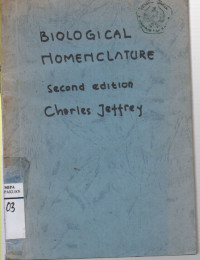 BIOLOGICAL
NOMENCLATURE
Second edition
Charles Jeffrey
03